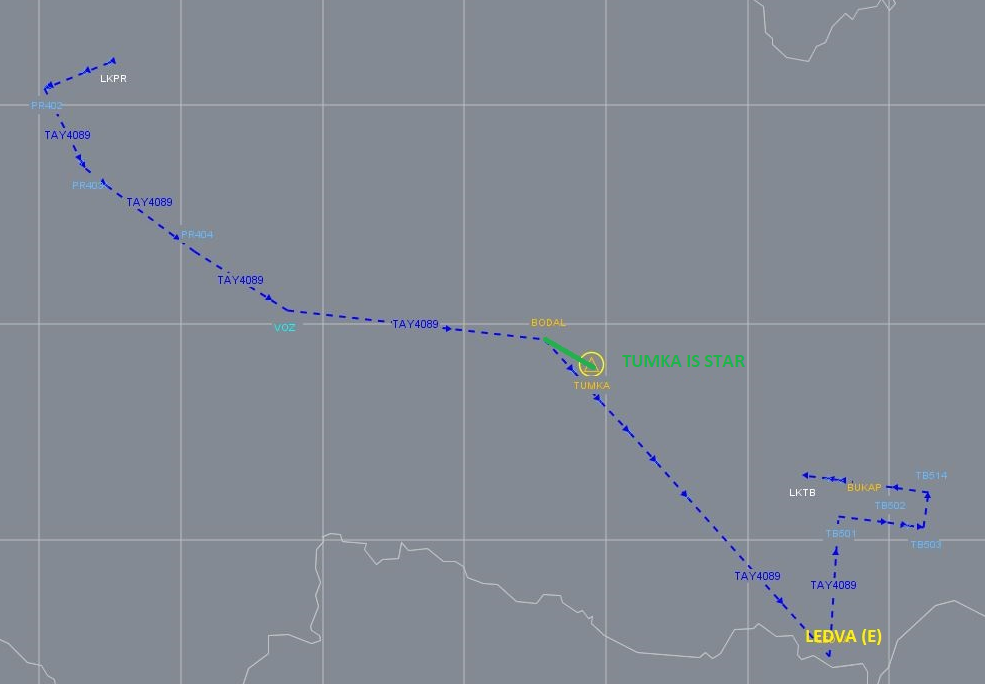 LKPR
PR402
TAY4089
PR403
TAY4089
PR404
TAY4089
VOZ
TAY4089
BODAL
TUMKA IS STAR
TUMKA
TB514
BUKAP
LKTB
TB502
TB501
TB503
TAY4089
TAY4089
LEDVA (E)